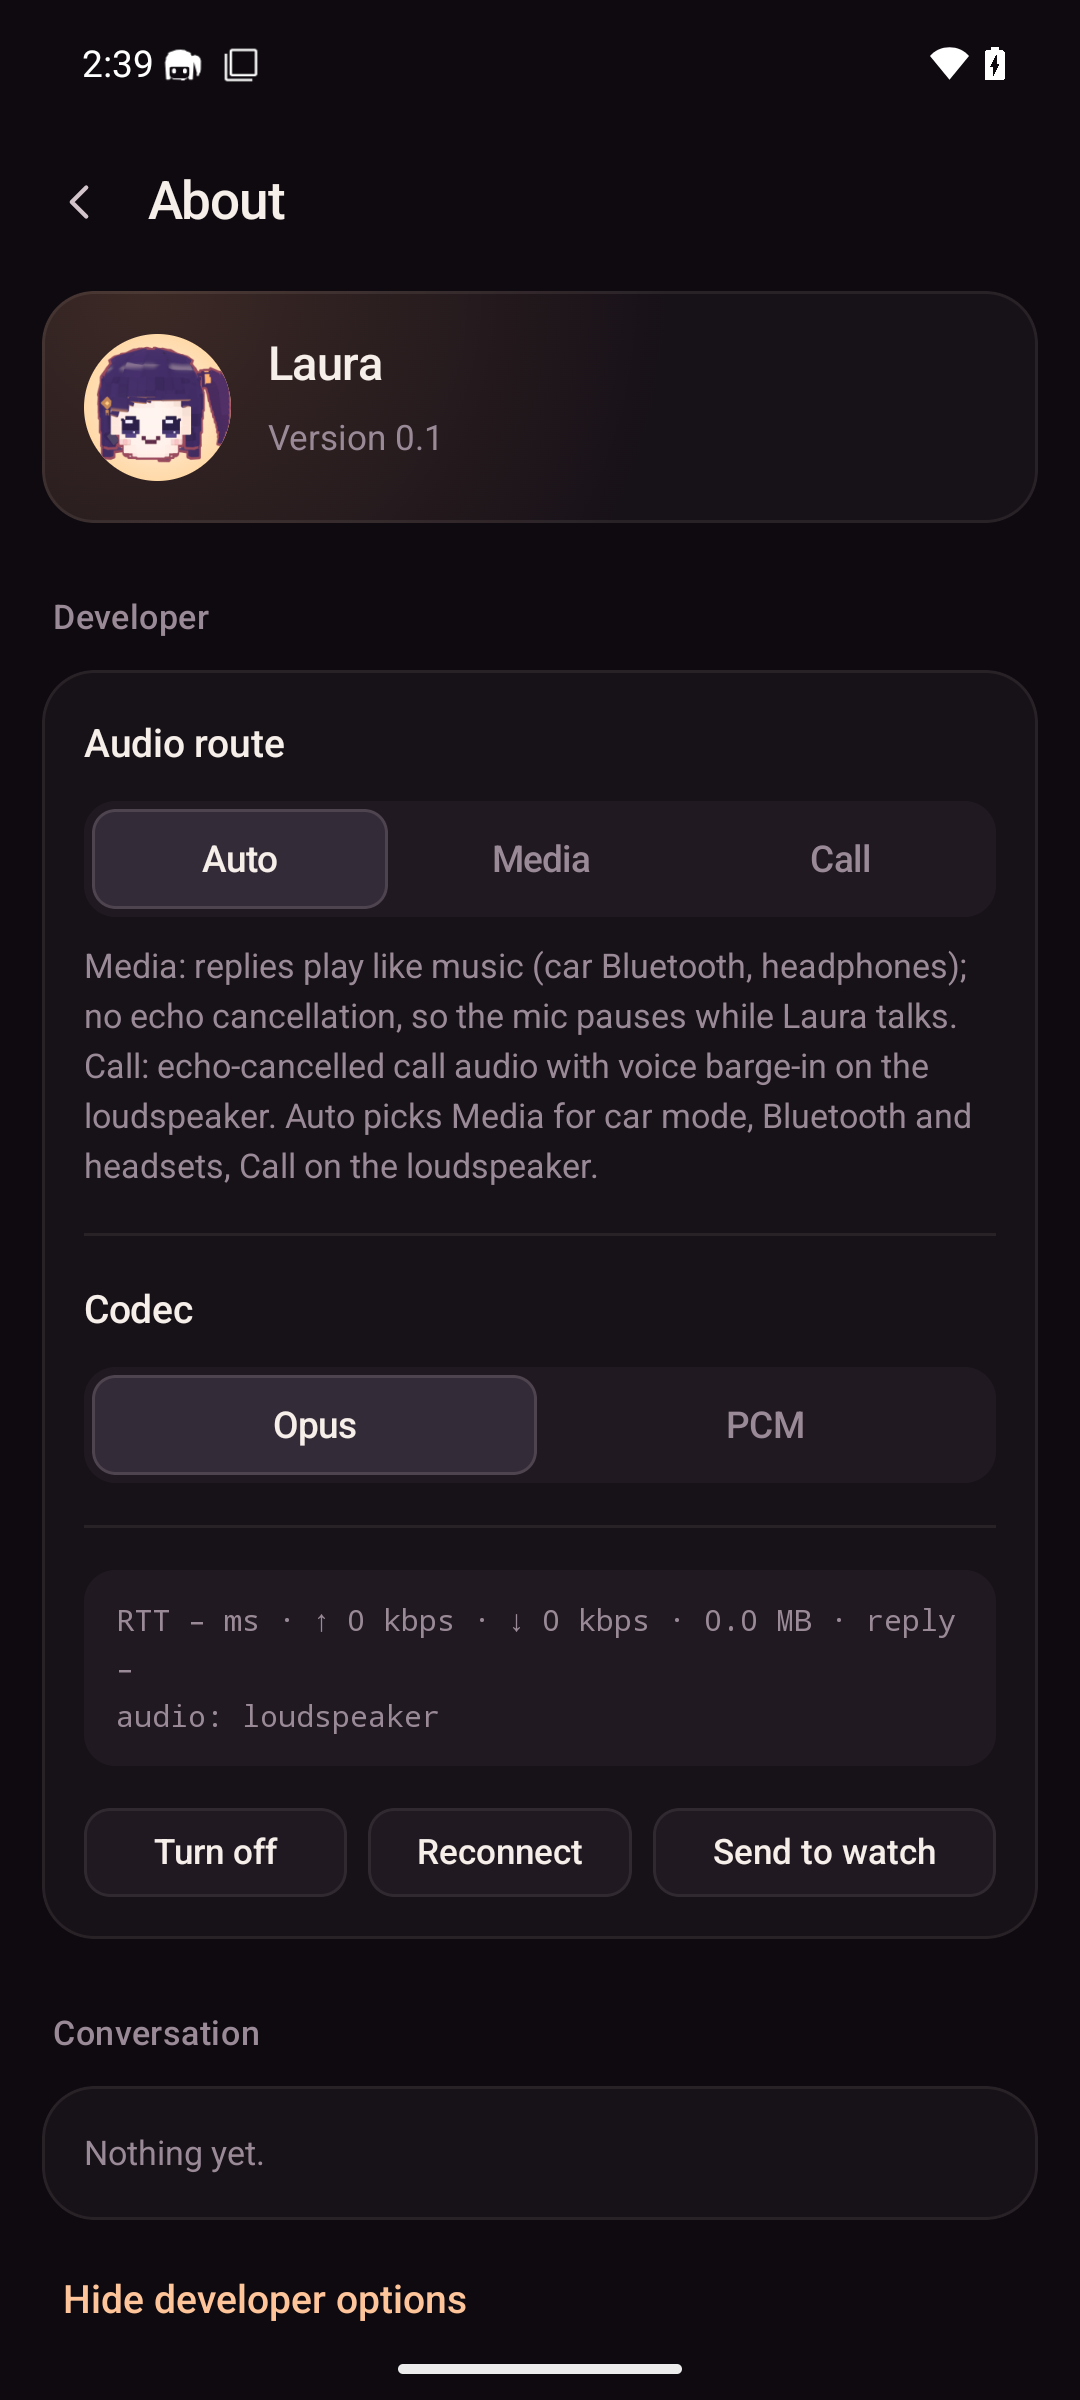 2:39
About
Laura
Version 0.1
Developer
Audio route
Auto Media Call
Media: replies play like music (car Bluetooth, headphones);
no echo cancellation, so the mic pauses while Laura talks.
Call: echo-cancelled call audio with voice barge-in on the
loudspeaker. Auto picks Media for car mode, Bluetooth and
headsets, Call on the loudspeaker.
Codec
Opus PCM
RTT – ms · ↑ 0 kbps · ↓ 0 kbps · 0.0 MB · reply
–
audio: loudspeaker
Turn off Reconnect Send to watch
Conversation
Nothing yet.
Hide developer options